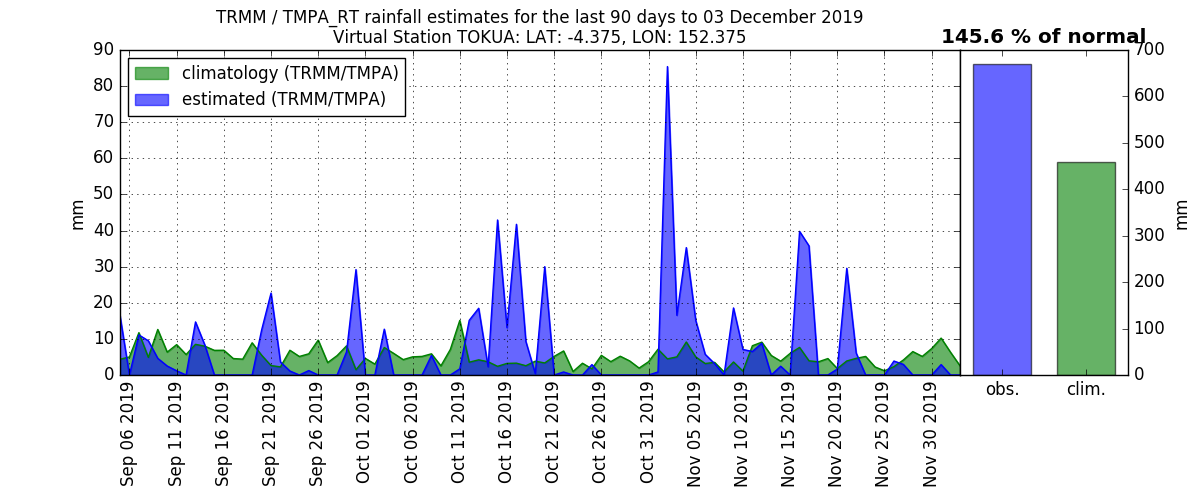 TRMM / TMPA_RT rainfall estimates for the last 90 days to 03 December 2019
Virtual Station TOKUA: LAT: -4.375, LON: 152.375
145.6 % of normal
climatology (TRMM/TMPA)
estimated (TRMM/TMPA)
90
80
70
60
50
40
30
20
10
0
mm
Sep 06 2019
Sep 11 2019
Sep 16 2019
Sep 21 2019
Sep 26 2019
Oct 01 2019
Oct 06 2019
Oct 11 2019
Oct 16 2019
Oct 21 2019
Oct 26 2019
Oct 31 2019
Nov 05 2019
Nov 10 2019
Nov 15 2019
Nov 20 2019
Nov 25 2019
Nov 30 2019
obs.
clim.
700
600
500
400
300
200
100
0
mm